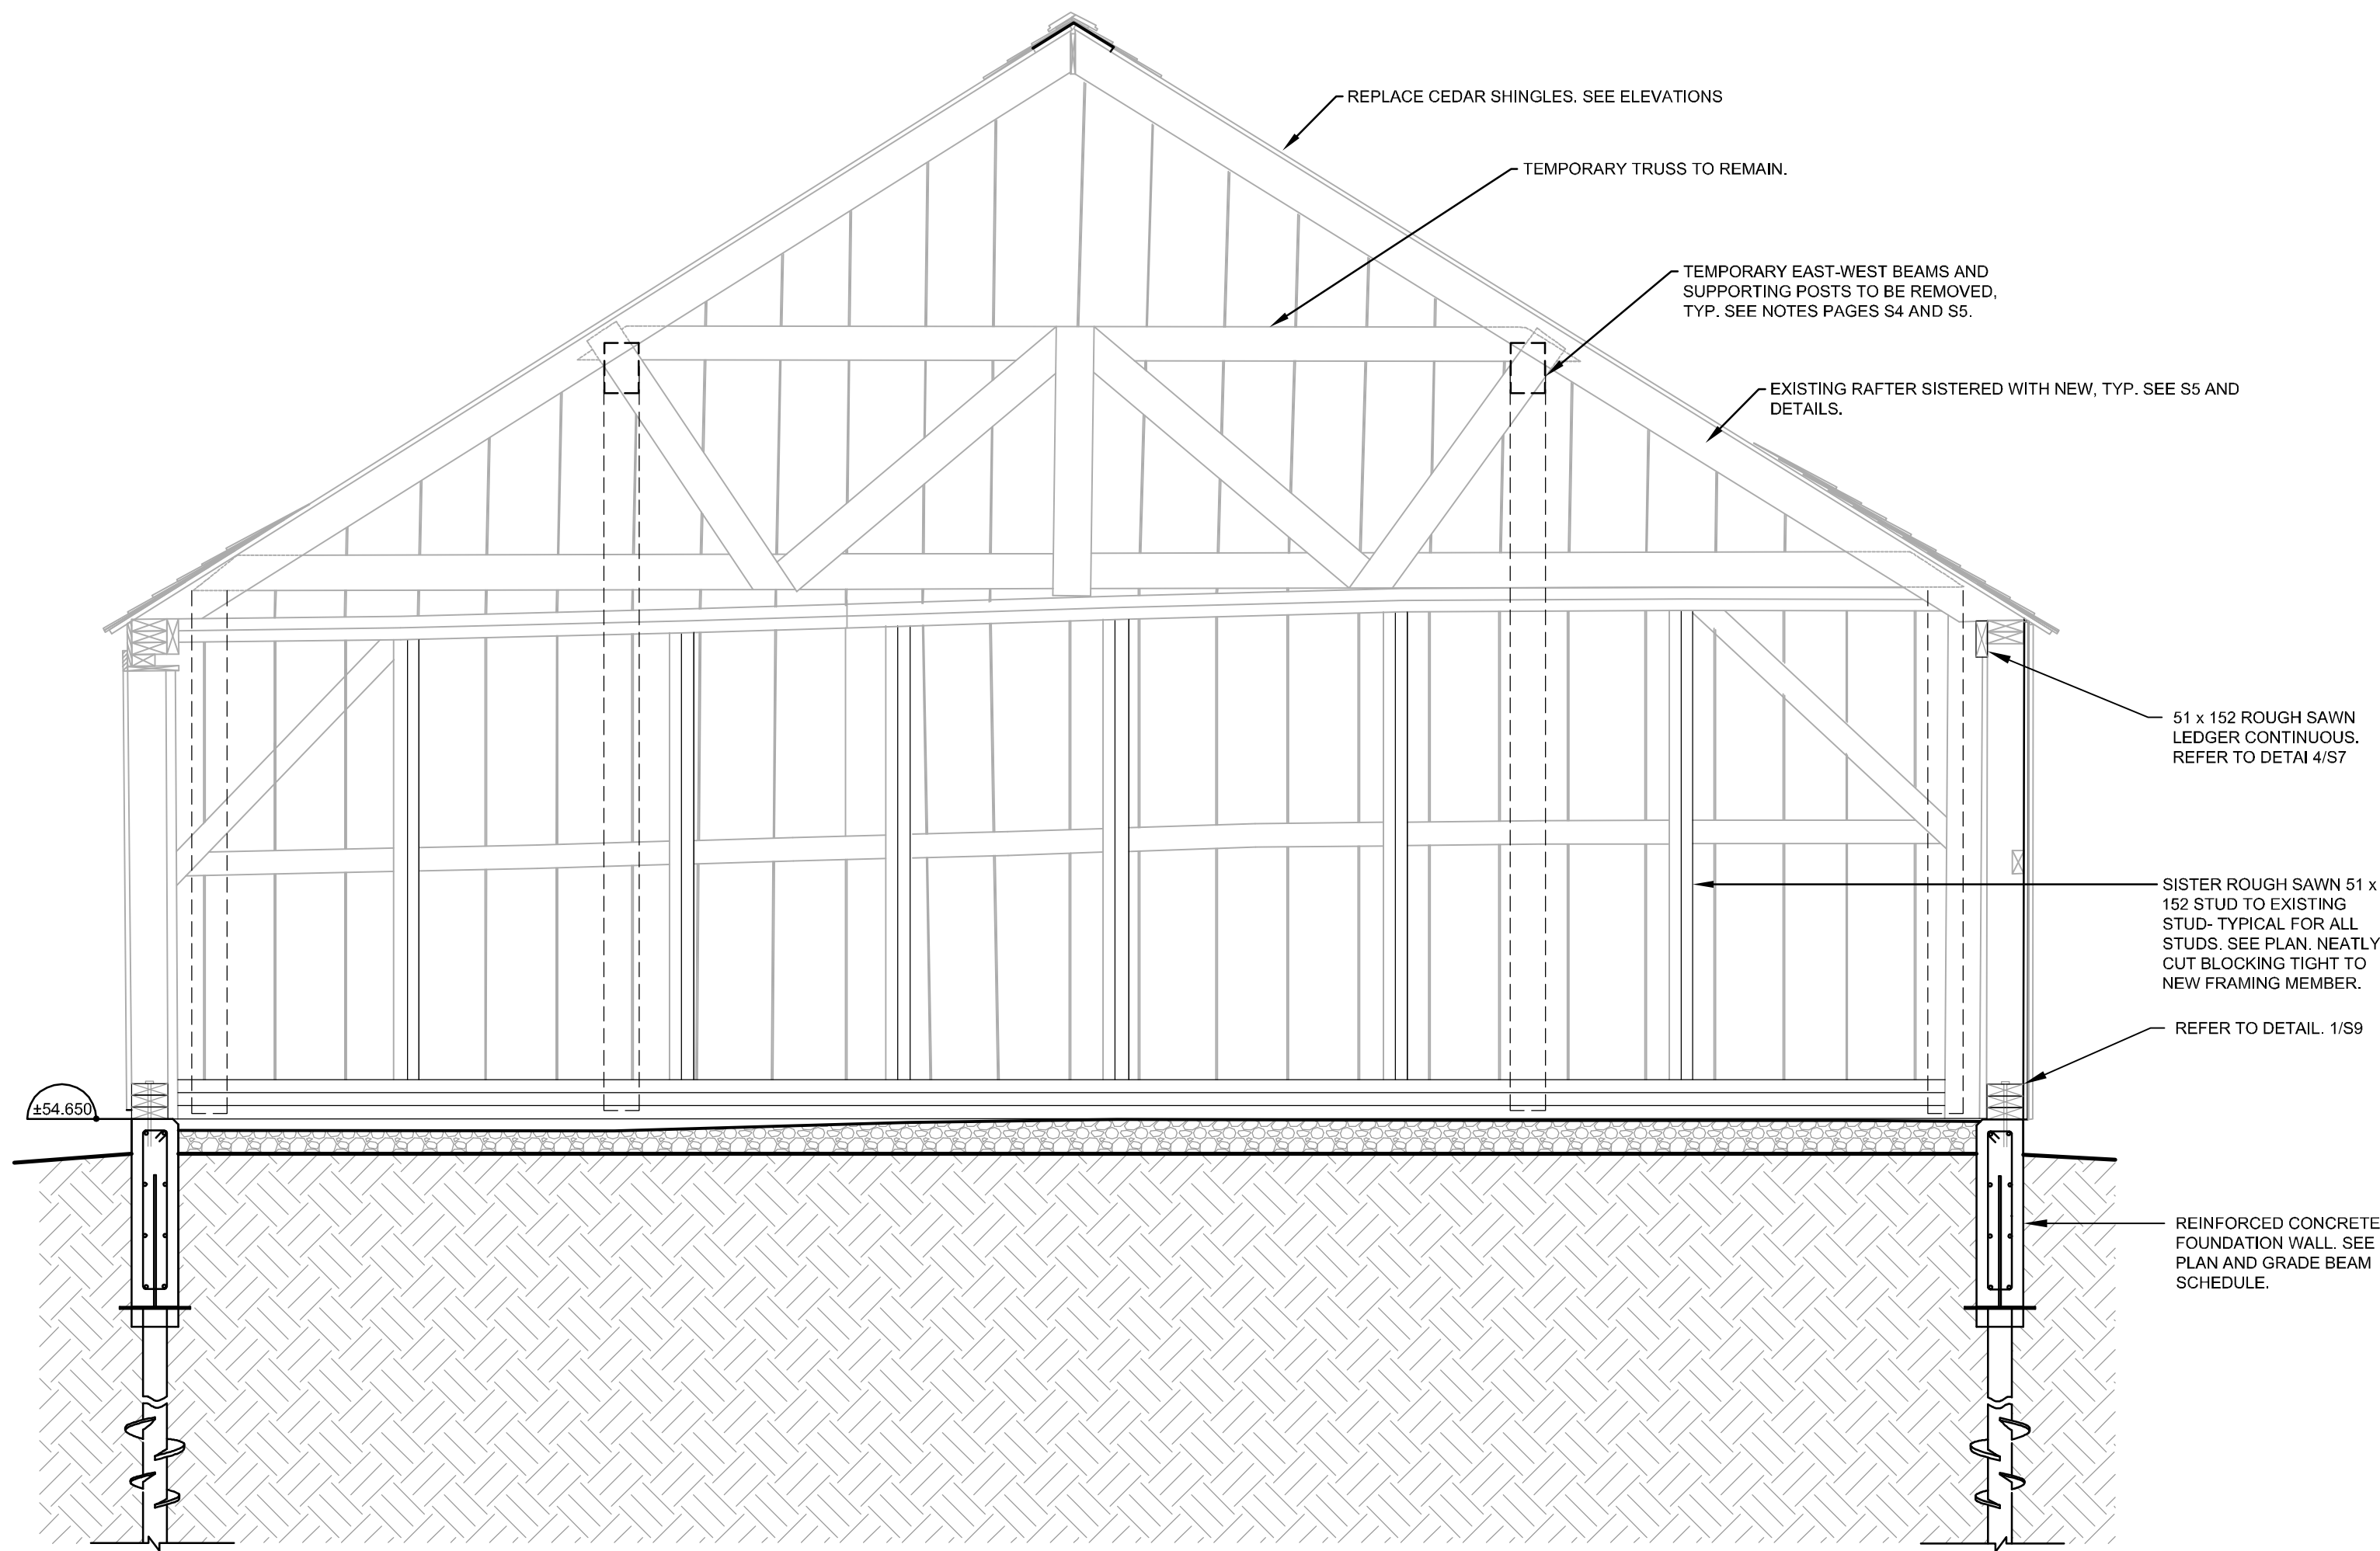 REPLACE CEDAR SHINGLES. SEE ELEVATIONS
TEMPORARY TRUSS TO REMAIN.
TEMPORARY EAST-WEST BEAMS AND
SUPPORTING POSTS TO BE REMOVED,
TYP. SEE NOTES PAGES S4 AND S5.
EXISTING RAFTER SISTERED WITH NEW, TYP. SEE S5 AND
DETAILS.
51 x 152 ROUGH SAWN
LEDGER CONTINUOUS.
REFER TO DETAI 4/S7
SISTER ROUGH SAWN 51 x
152 STUD TO EXISTING
STUD- TYPICAL FOR ALL
STUDS. SEE PLAN. NEATLY
CUT BLOCKING TIGHT TO
NEW FRAMING MEMBER.
REFER TO DETAIL. 1/S9
±54.650
REINFORCED CONCRETE
FOUNDATION WALL. SEE
PLAN AND GRADE BEAM
SCHEDULE.